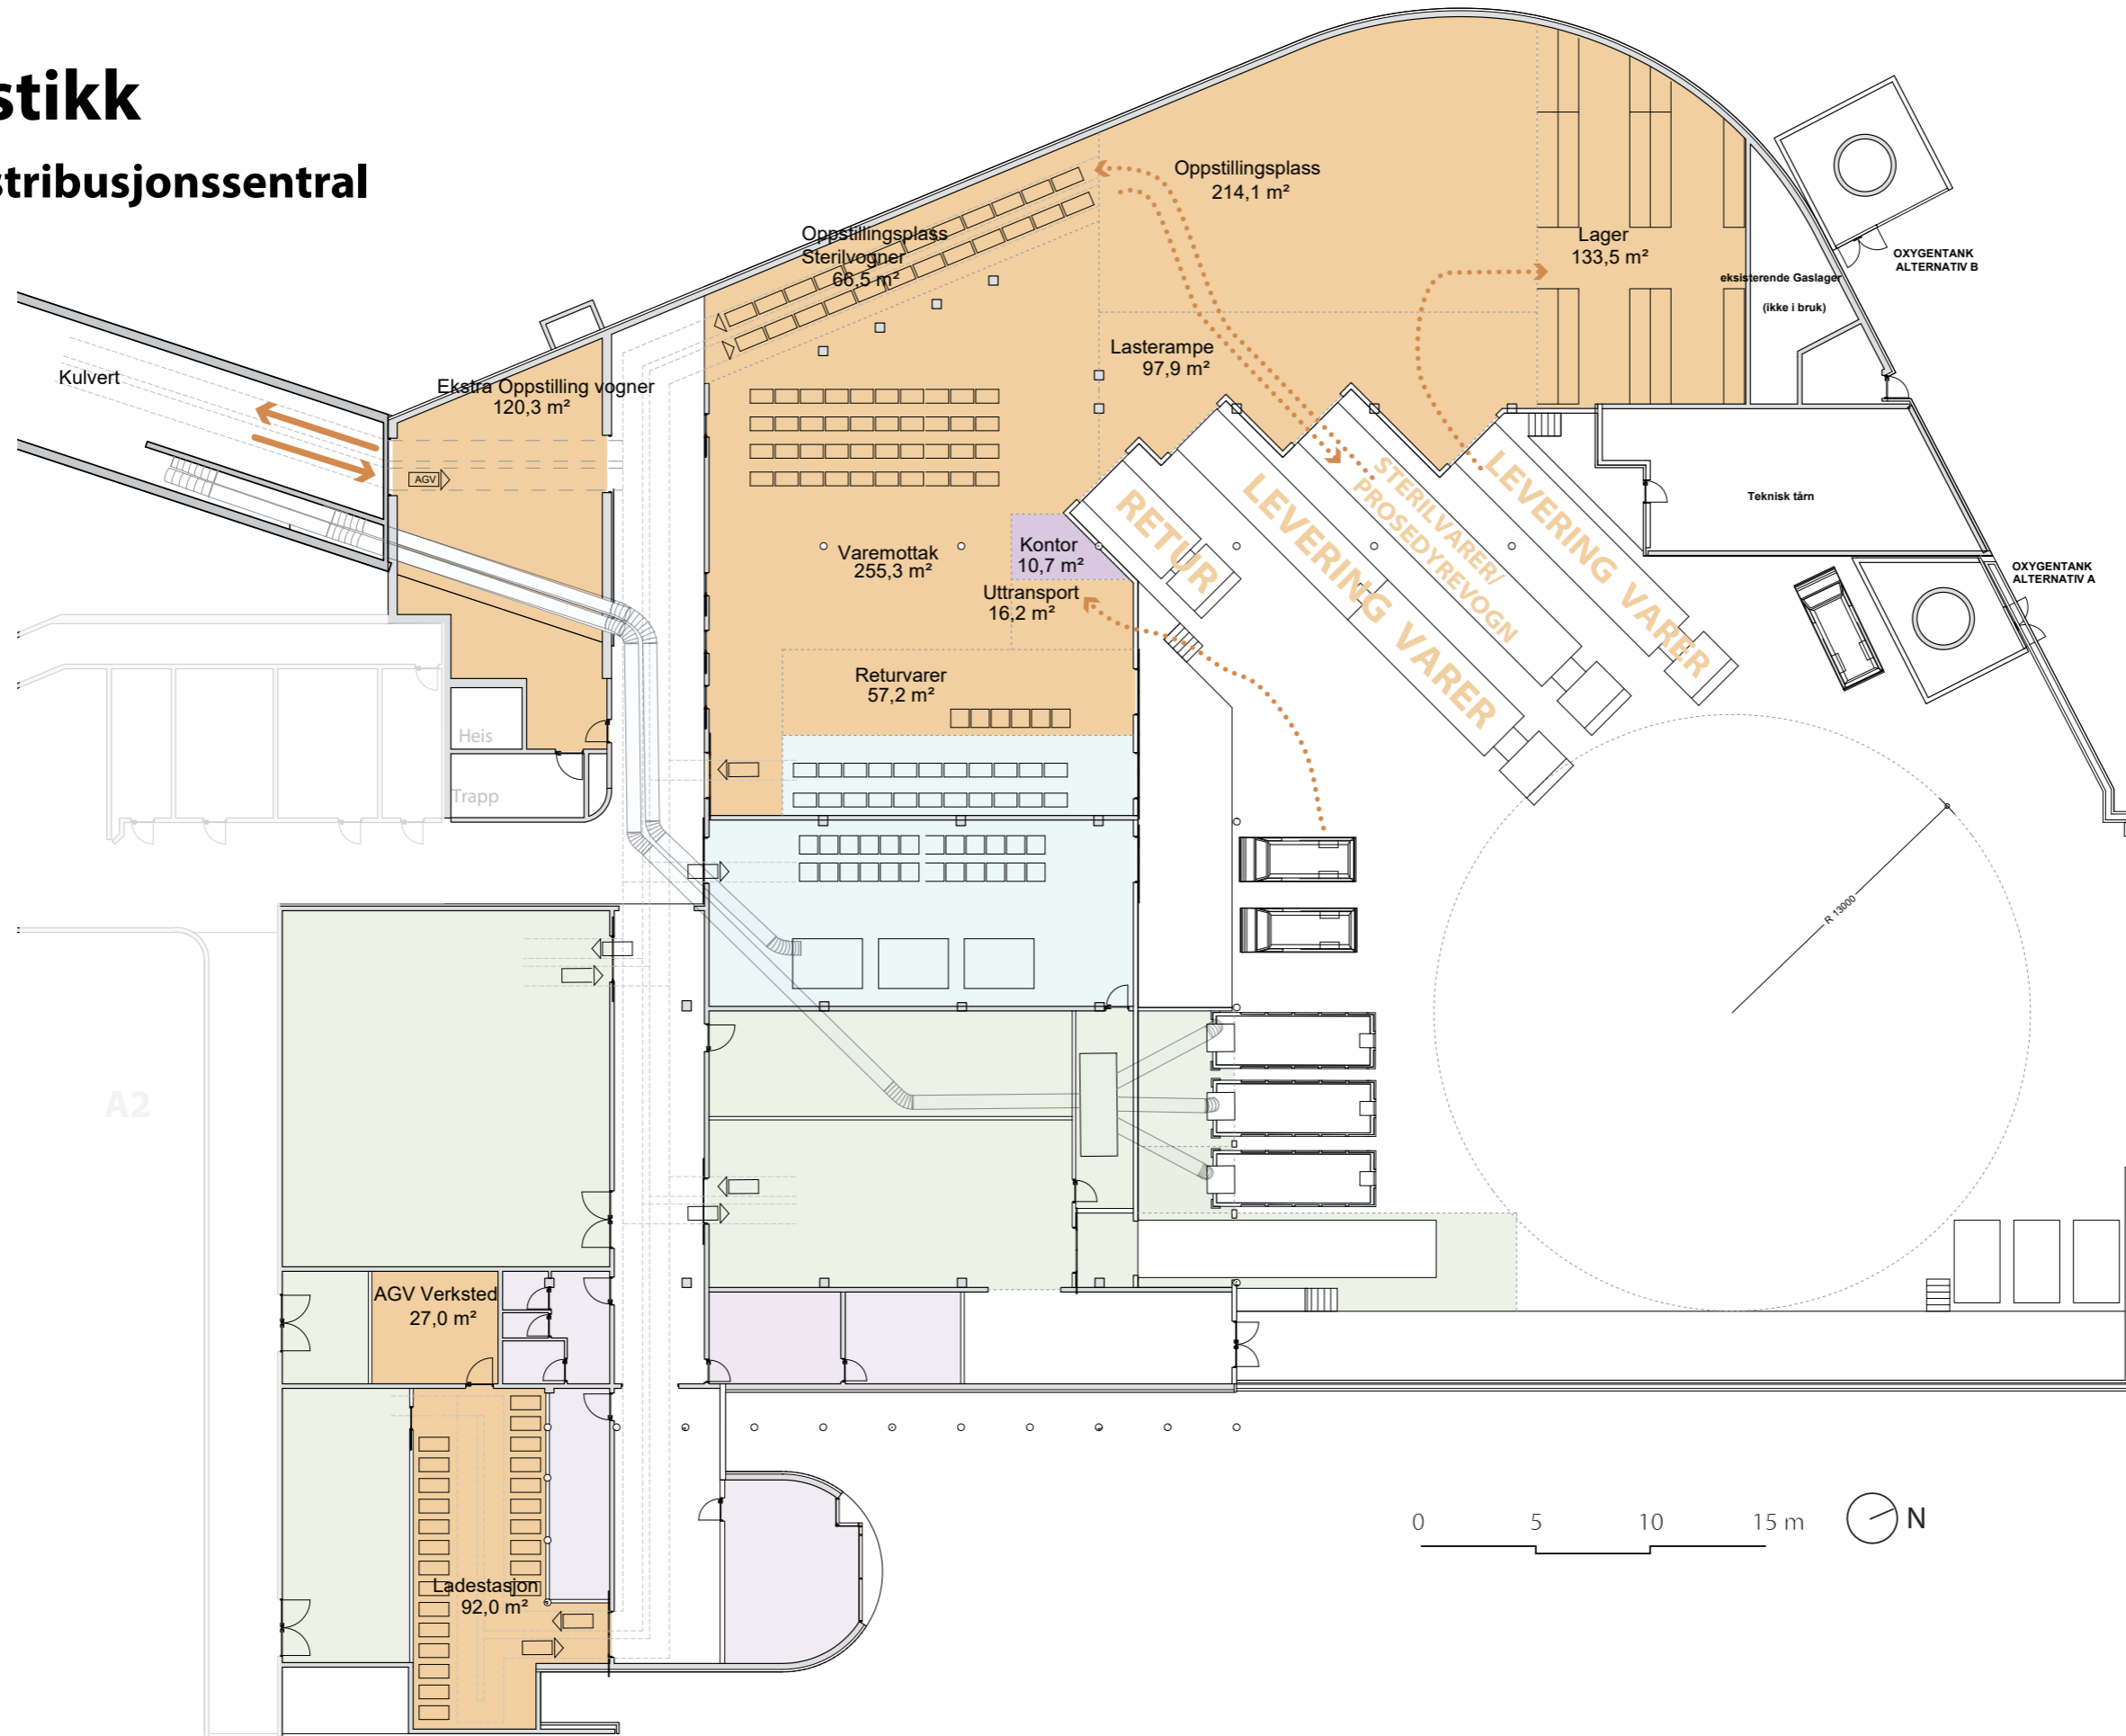 stikk
stribusjonssentral
Oppstillingsplass
214,1 m²
Oppstillingsplass
Sterilvogner
66,5 m²
Lager
133,5 m²
OXYGENTANK
ALTERNATIV B
eksisterende Gaslager
(ikke i bruk)
Lasterampe
97,9 m²
Kulvert
Ekstra Oppstilling vogner
120,3 m²
AGV
RETUR
LEVERING VARER
STERILVARER/
PROSEDYREVOGN
LEVERING VARER
Teknisk tårn
Varemottak
255,3 m²
Kontor
10,7 m²
Uttransport
16,2 m²
OXYGENTANK
ALTERNATIV A
Returvarer
57,2 m²
Heis
Trapp
R 13000
A2
AGV Verksted
27,0 m²
Ladestasjon
92,0 m²
0 5 10 15 m
N